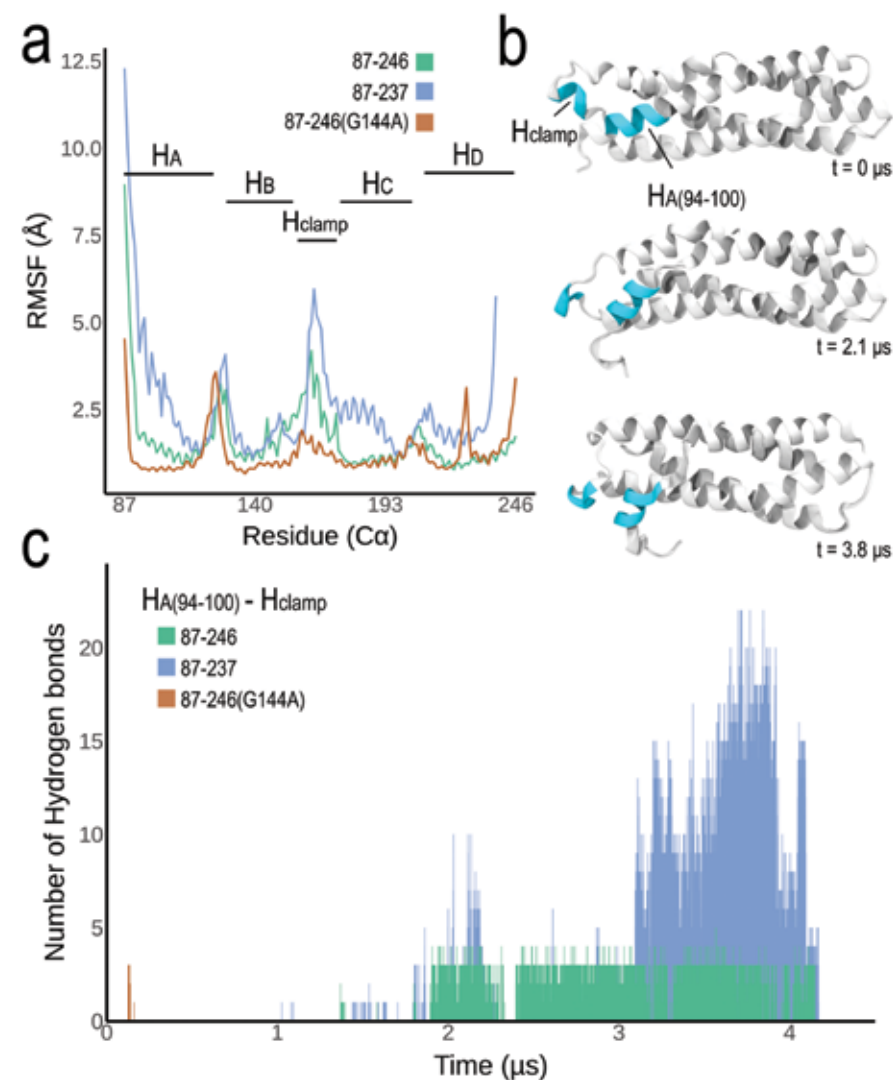 a
RMSF (Å)
12.5
10.0
7.5
5.0
2.5
87-246
87-237
87-246(G144A)
HA
HB
Hclamp
HC
HD
87
140
193
246
Residue (Cα)
b
Hclamp
HA(94-100)
t = 0 µs
t = 2.1 µs
t = 3.8 µs
c
HA(94-100) - Hclamp
87-246
87-237
87-246(G144A)
Number of Hydrogen bonds
20
15
10
5
0
0
1
2
3
4
Time (µs)